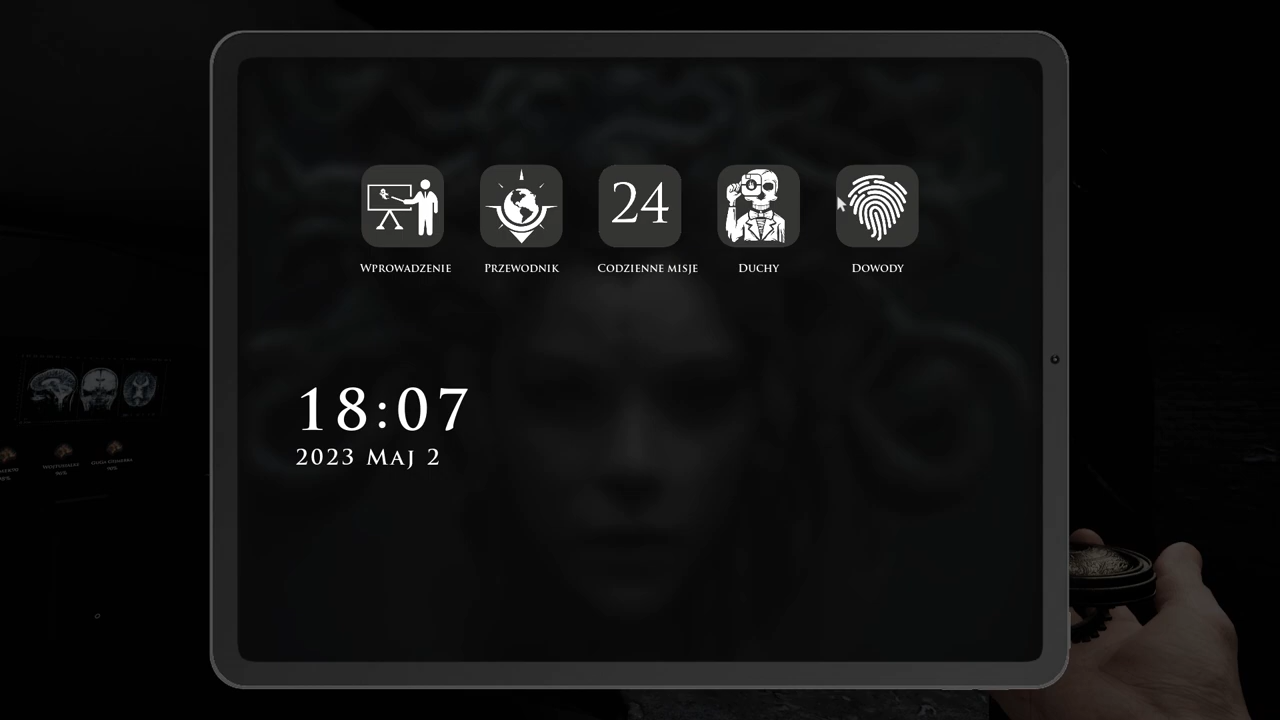 24
Wprowadzenie
Przewodnik
Codzienne misje
Duchy
Dowody
18:07
2023 Maj 2